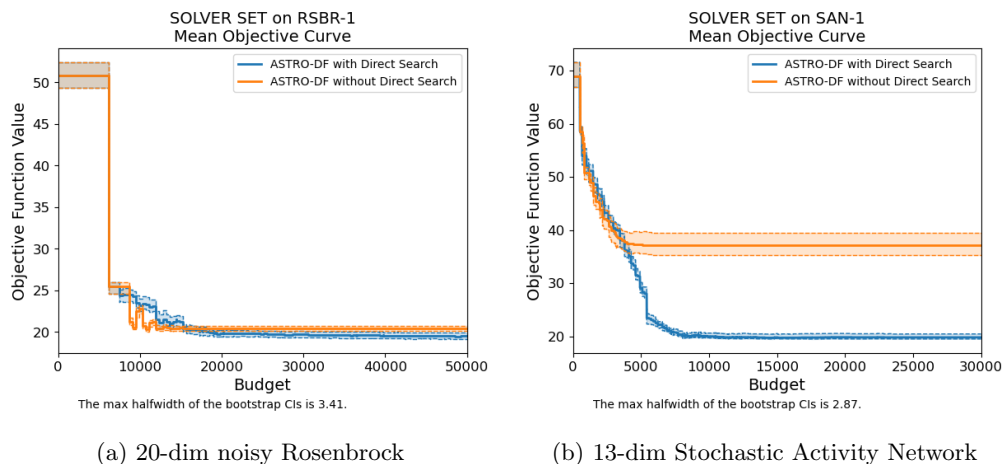 SOLVER SET on RSBR-1
Mean Objective Curve
ASTRO-DF with Direct Search
ASTRO-DF without Direct Search
Objective Function Value
50
45
40
35
30
25
20
0 10000 20000 30000 40000 50000
Budget
The max halfwidth of the bootstrap CIs is 3.41.
(a) 20-dim noisy Rosenbrock
SOLVER SET on SAN-1
Mean Objective Curve
ASTRO-DF with Direct Search
ASTRO-DF without Direct Search
Objective Function Value
70
60
50
40
30
20
0 5000 10000 15000 20000 25000 30000
Budget
The max halfwidth of the bootstrap CIs is 2.87.
(b) 13-dim Stochastic Activity Network